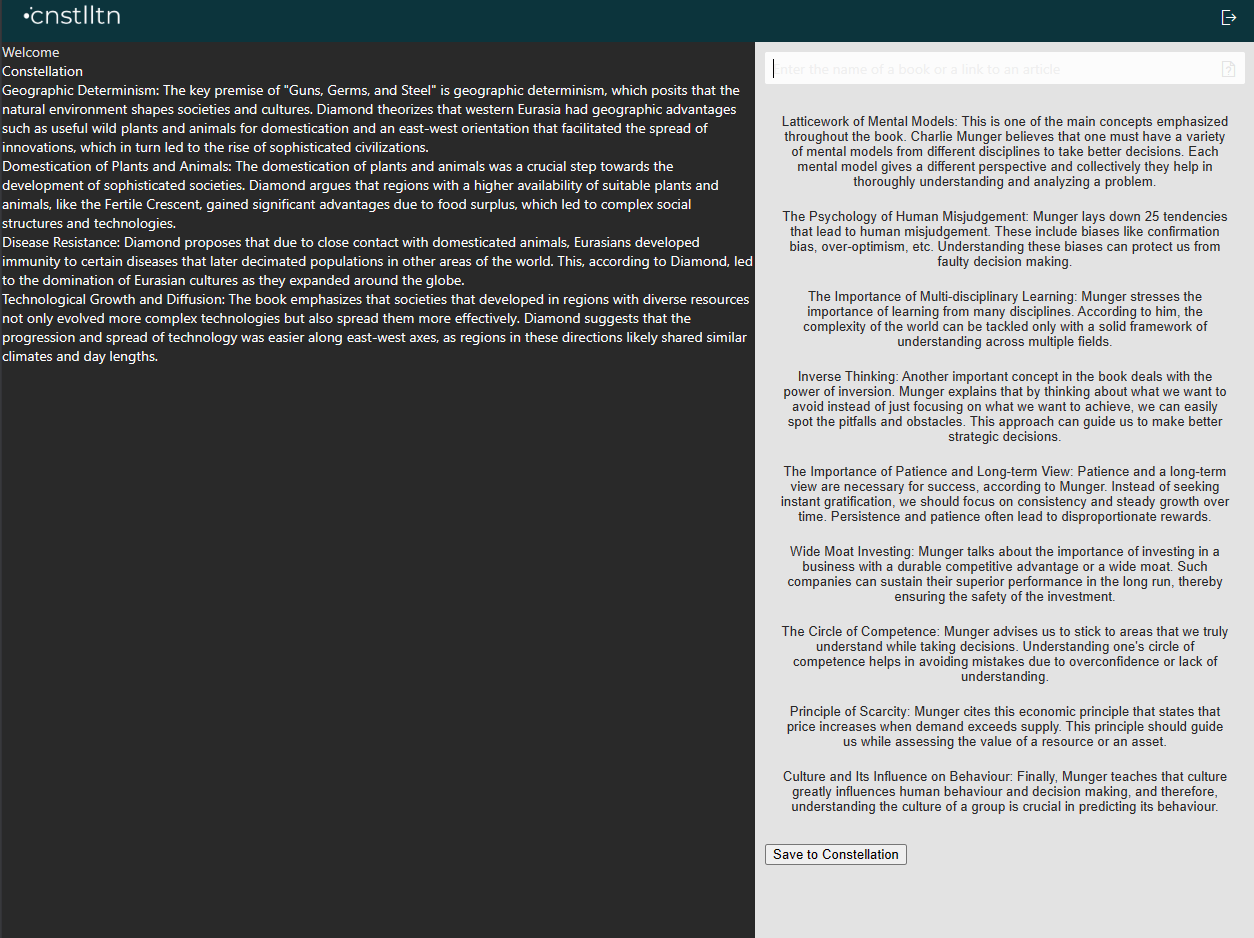 cnstlltn
Welcome
Constellation
Geographic Determinism: The key premise of "Guns, Germs, and Steel" is geographic determinism, which posits that the
natural environment shapes societies and cultures. Diamond theorizes that western Eurasia had geographic advantages
such as useful wild plants and animals for domestication and an east-west orientation that facilitated the spread of
innovations, which in turn led to the rise of sophisticated civilizations.
Domestication of Plants and Animals: The domestication of plants and animals was a crucial step towards the
development of sophisticated societies. Diamond argues that regions with a higher availability of suitable plants and
animals, like the Fertile Crescent, gained significant advantages due to food surplus, which led to complex social
structures and technologies.
Disease Resistance: Diamond proposes that due to close contact with domesticated animals, Eurasians developed
immunity to certain diseases that later decimated populations in other areas of the world. This, according to Diamond, led
to the domination of Eurasian cultures as they expanded around the globe.
Technological Growth and Diffusion: The book emphasizes that societies that developed in regions with diverse resources
not only evolved more complex technologies but also spread them more effectively. Diamond suggests that the
progression and spread of technology was easier along east-west axes, as regions in these directions likely shared similar
climates and day lengths.
Enter the name of a book or a link to an article
Latticework of Mental Models: This is one of the main concepts emphasized
throughout the book. Charlie Munger believes that one must have a variety
of mental models from different disciplines to take better decisions. Each
mental model gives a different perspective and collectively they help in
thoroughly understanding and analyzing a problem.
The Psychology of Human Misjudgement: Munger lays down 25 tendencies
that lead to human misjudgement. These include biases like confirmation
bias, over-optimism, etc. Understanding these biases can protect us from
faulty decision making.
The Importance of Multi-disciplinary Learning: Munger stresses the
importance of learning from many disciplines. According to him, the
complexity of the world can be tackled only with a solid framework of
understanding across multiple fields.
Inverse Thinking: Another important concept in the book deals with the
power of inversion. Munger explains that by thinking about what we want to
avoid instead of just focusing on what we want to achieve, we can easily
spot the pitfalls and obstacles. This approach can guide us to make better
strategic decisions.
The Importance of Patience and Long-term View: Patience and a long-term
view are necessary for success, according to Munger. Instead of seeking
instant gratification, we should focus on consistency and steady growth over
time. Persistence and patience often lead to disproportionate rewards.
Wide Moat Investing: Munger talks about the importance of investing in a
business with a durable competitive advantage or a wide moat. Such
companies can sustain their superior performance in the long run, thereby
ensuring the safety of the investment.
The Circle of Competence: Munger advises us to stick to areas that we truly
understand while taking decisions. Understanding one's circle of
competence helps in avoiding mistakes due to overconfidence or lack of
understanding.
Principle of Scarcity: Munger cites this economic principle that states that
price increases when demand exceeds supply. This principle should guide
us while assessing the value of a resource or an asset.
Culture and Its Influence on Behaviour: Finally, Munger teaches that culture
greatly influences human behaviour and decision making, and therefore,
understanding the culture of a group is crucial in predicting its behaviour.
Save to Constellation